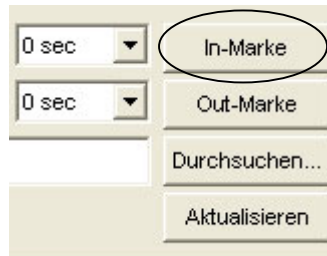 0 sec In-Marke
0 sec Out-Marke
Durchsuchen...
Aktualisieren